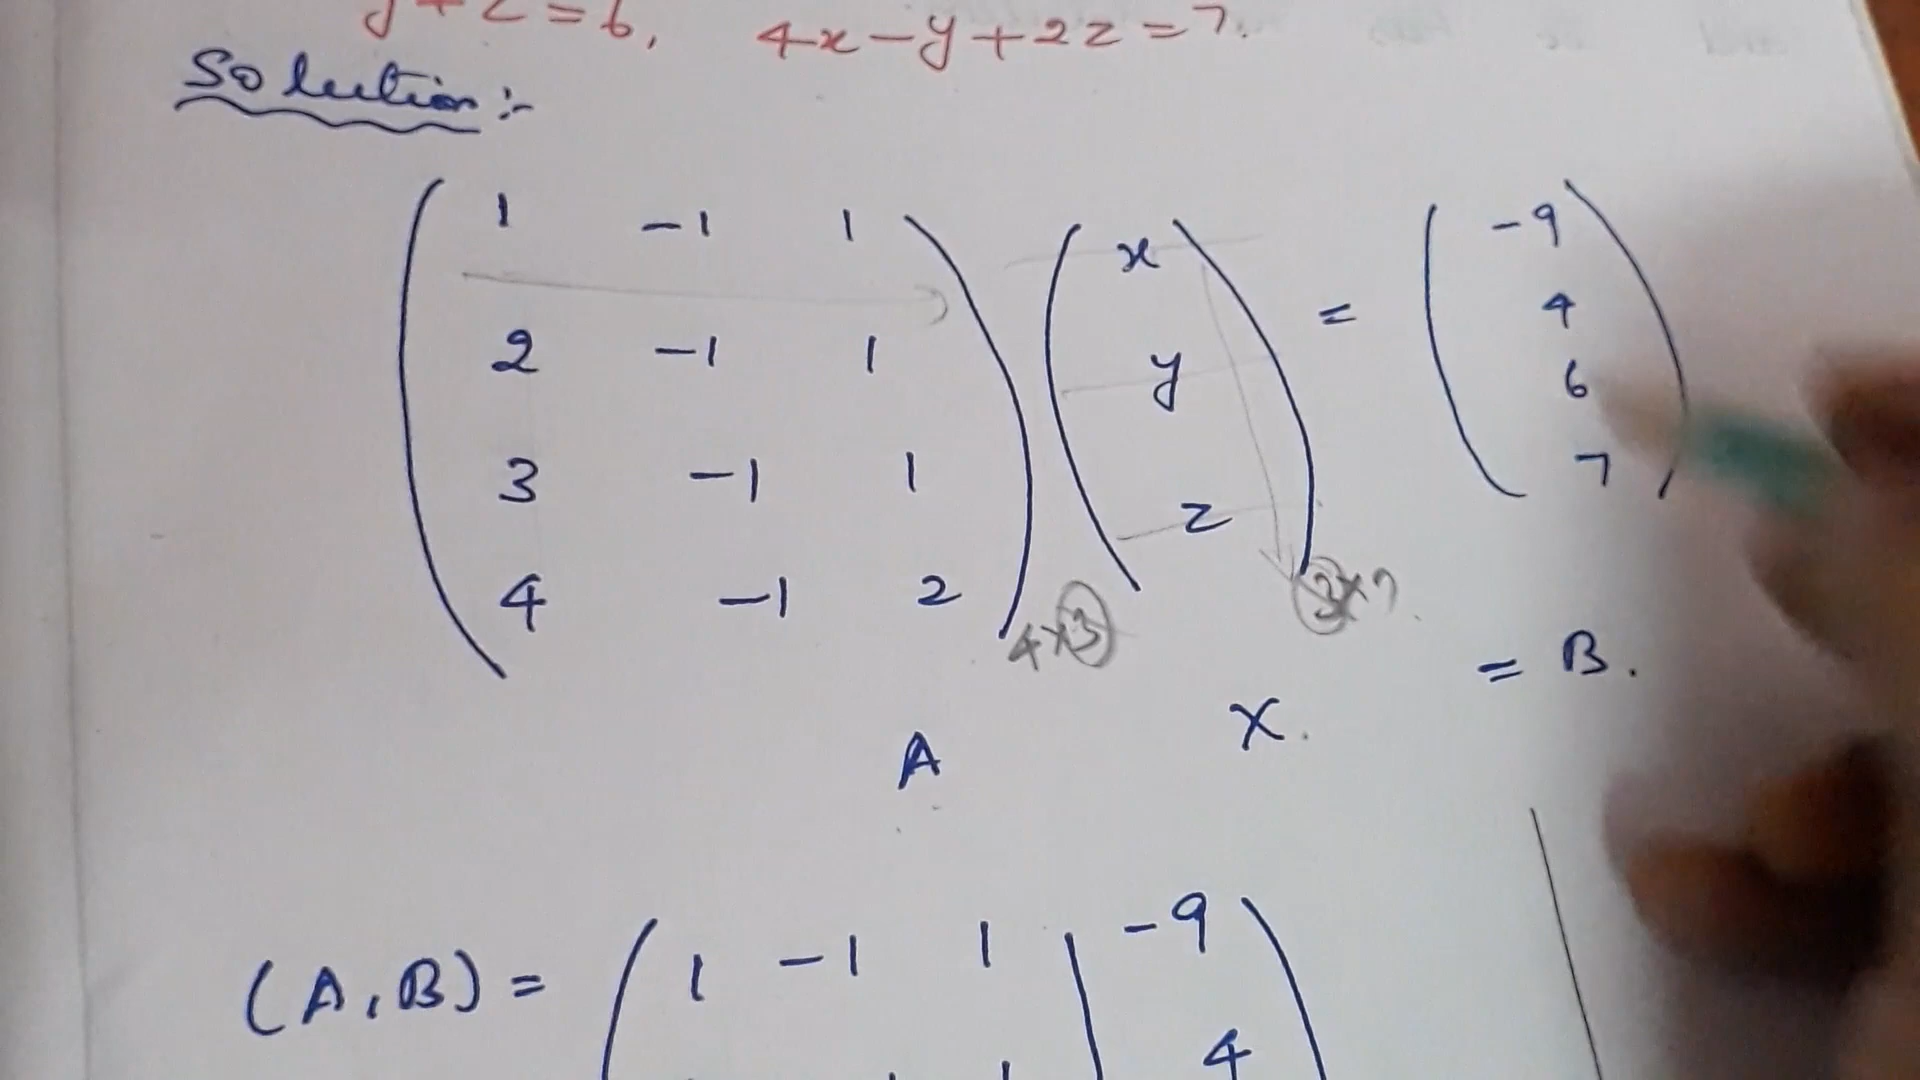 y+z=6, 4x-y+2z=7.
Solution:-
1 -1 1 x -9
2 -1 1 y = 4
3 -1 1 z 6
4 -1 2 7
4×3 3×
A X. = B.
(A,B) = 1 -1 1 | -9
4